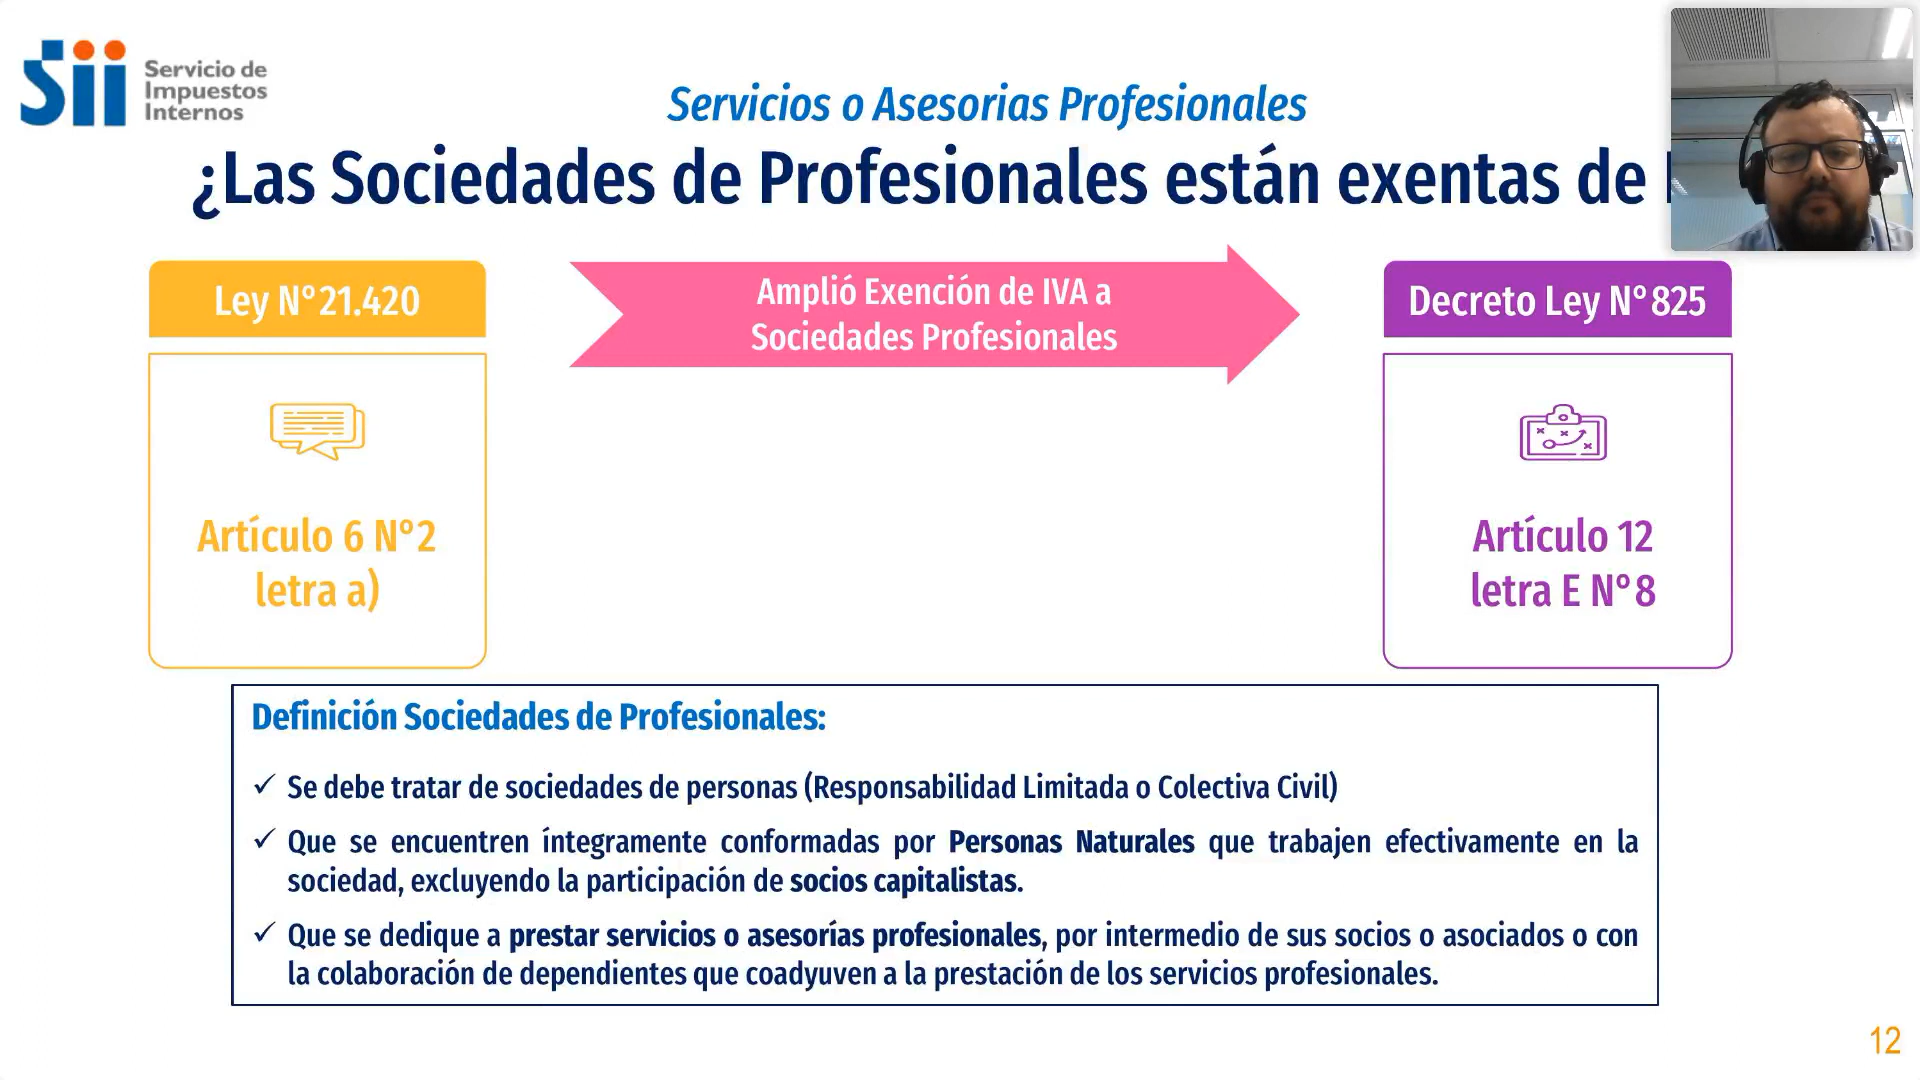 Sii Servicio de
Impuestos
Internos
Servicios o Asesorias Profesionales
¿Las Sociedades de Profesionales están exentas de
Ley N°21.420
Amplió Exención de IVA a
Sociedades Profesionales
Decreto Ley N°825
Artículo 6 N°2
letra a)
Artículo 12
letra E N°8
Definición Sociedades de Profesionales:
✓ Se debe tratar de sociedades de personas (Responsabilidad Limitada o Colectiva Civil)
✓ Que se encuentren íntegramente conformadas por Personas Naturales que trabajen efectivamente en la
sociedad, excluyendo la participación de socios capitalistas.
✓ Que se dedique a prestar servicios o asesorías profesionales, por intermedio de sus socios o asociados o con
la colaboración de dependientes que coadyuven a la prestación de los servicios profesionales.
12